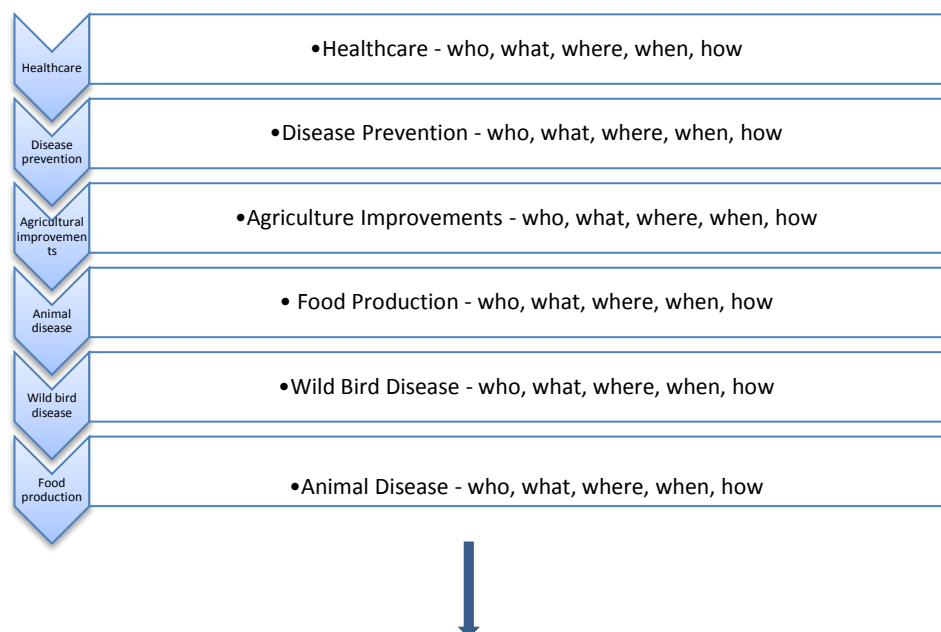 Healthcare
•Healthcare - who, what, where, when, how
Disease
prevention
•Disease Prevention - who, what, where, when, how
Agricultural
improvemen
ts
•Agriculture Improvements - who, what, where, when, how
Animal
disease
• Food Production - who, what, where, when, how
Wild bird
disease
•Wild Bird Disease - who, what, where, when, how
Food
production
•Animal Disease - who, what, where, when, how